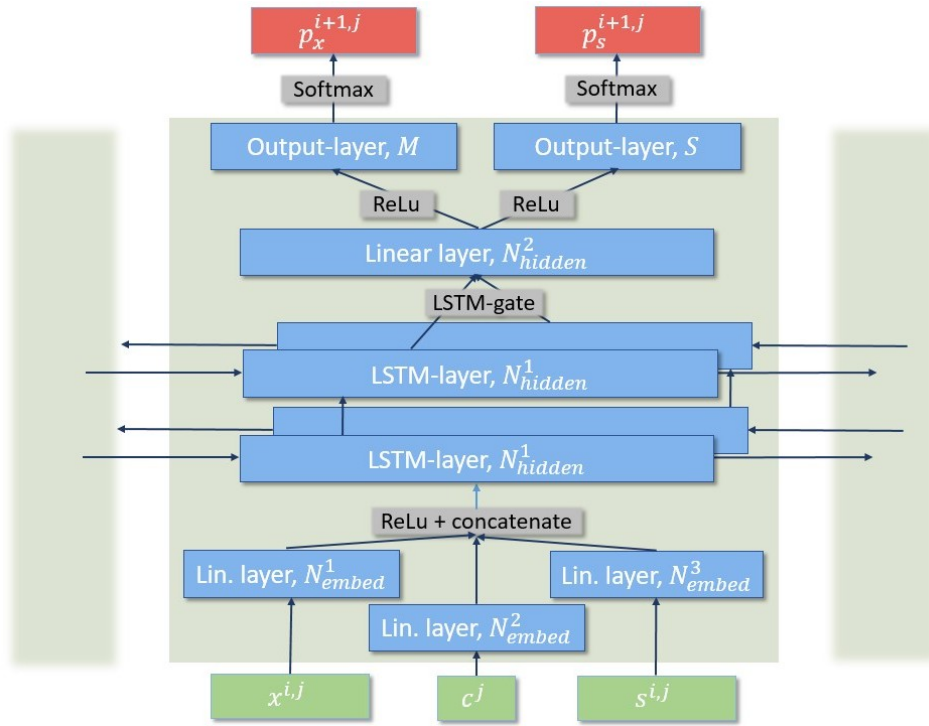 p_x^{i+1,j} p_s^{i+1,j}
Softmax Softmax
Output-layer, M Output-layer, S
ReLu ReLu
Linear layer, N_{hidden}^2
LSTM-gate
LSTM-layer, N_{hidden}^1
LSTM-layer, N_{hidden}^1
ReLu + concatenate
Lin. layer, N_{embed}^1 Lin. layer, N_{embed}^3
Lin. layer, N_{embed}^2
x^{i,j} c^j s^{i,j}